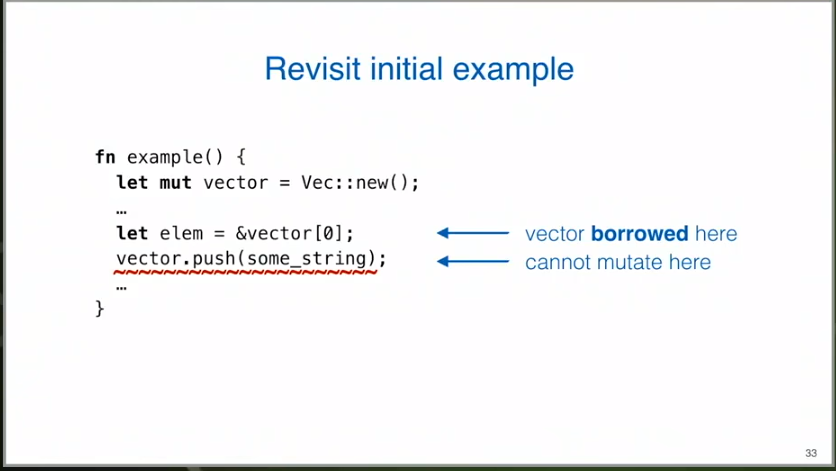 Revisit initial example
fn example() {
let mut vector = Vec::new();
…
let elem = &vector[0];
vector borrowed here
vector.push(some_string);
cannot mutate here
…
}
33